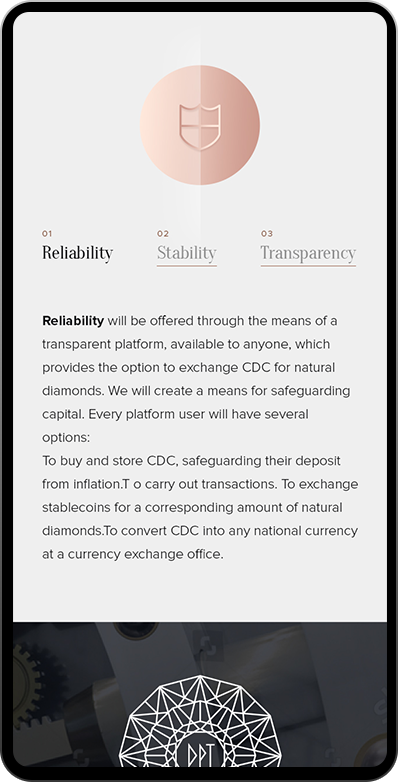 01
02
03
Reliability
Stability
Transparency
Reliability will be offered through the means of a
transparent platform, available to anyone, which
provides the option to exchange CDC for natural
diamonds. We will create a means for safeguarding
capital. Every platform user will have several
options:
To buy and store CDC, safeguarding their deposit
from inflation.T o carry out transactions. To exchange
stablecoins for a corresponding amount of natural
diamonds.To convert CDC into any national currency
at a currency exchange office.